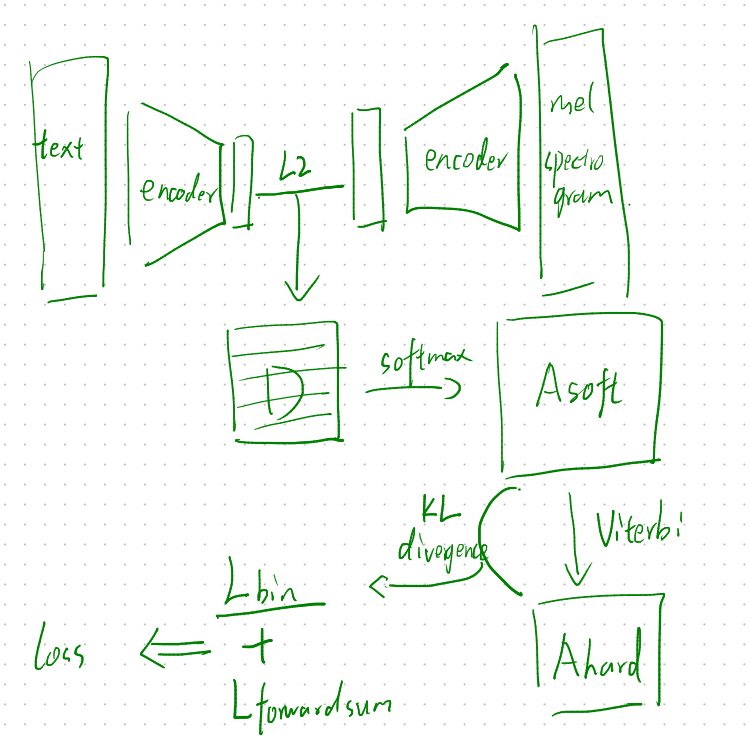 text
encoder
L2
encoder
mel
spectro
gram
D
softmax
Asoft
KL
divergence
Viterbi
Lbin
+
Lforwardsum
Loss
Ahard